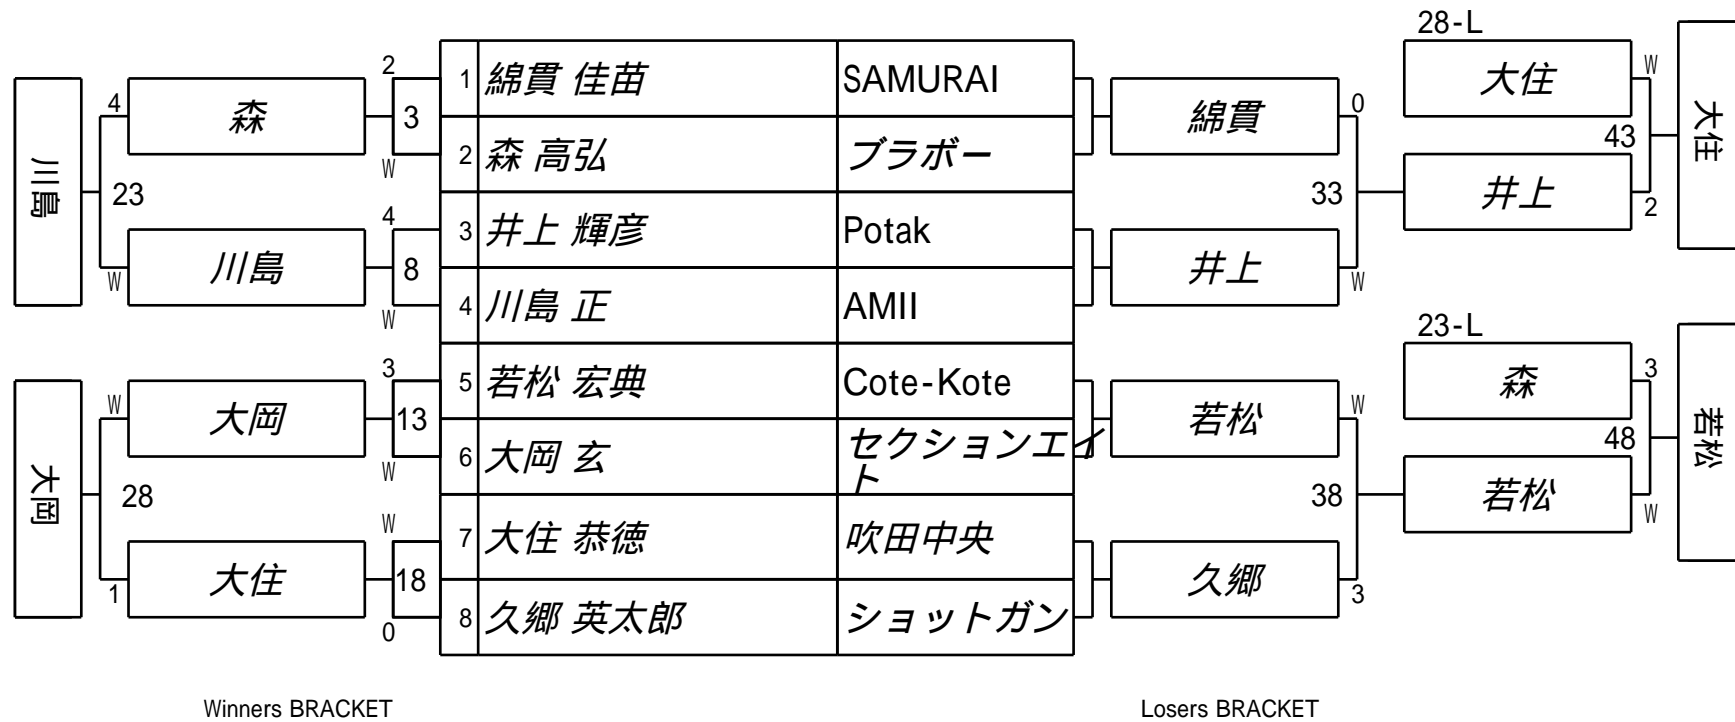 28-L
2
1 綿貫 佳苗 SAMURAI
W
大住
4
森
3
綿貫
0
大住
43
2 森 高弘 ブラボー
W
井上
川島
23
33
2
4
3 井上 輝彦 Potak
川島
8
井上
W
W
4 川島 正 AMII
W
23-L
3
5 若松 宏典 Cote-Kote
森
3
W
大岡
13
若松
W
若松
48
6 大岡 玄 セクションエイ
ト
W
若松
大岡
28
38
W
W
7 大住 恭徳 吹田中央
大住
18
久郷
1
3
8 久郷 英太郎 ショットガン
0
Winners BRACKET
Losers BRACKET